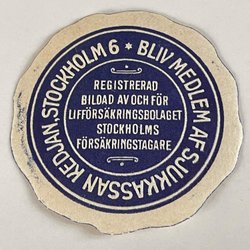 BLIV MEDLEM AF SJUKKASSAN KEDJAN, STOCKHOLM 6 *
REGISTRERAD
BILDAD AV OCH FÖR
LIFFÖRSÄKRINGSBOLAGET
STOCKHOLMS
FÖRSÄKRINGSTAGARE